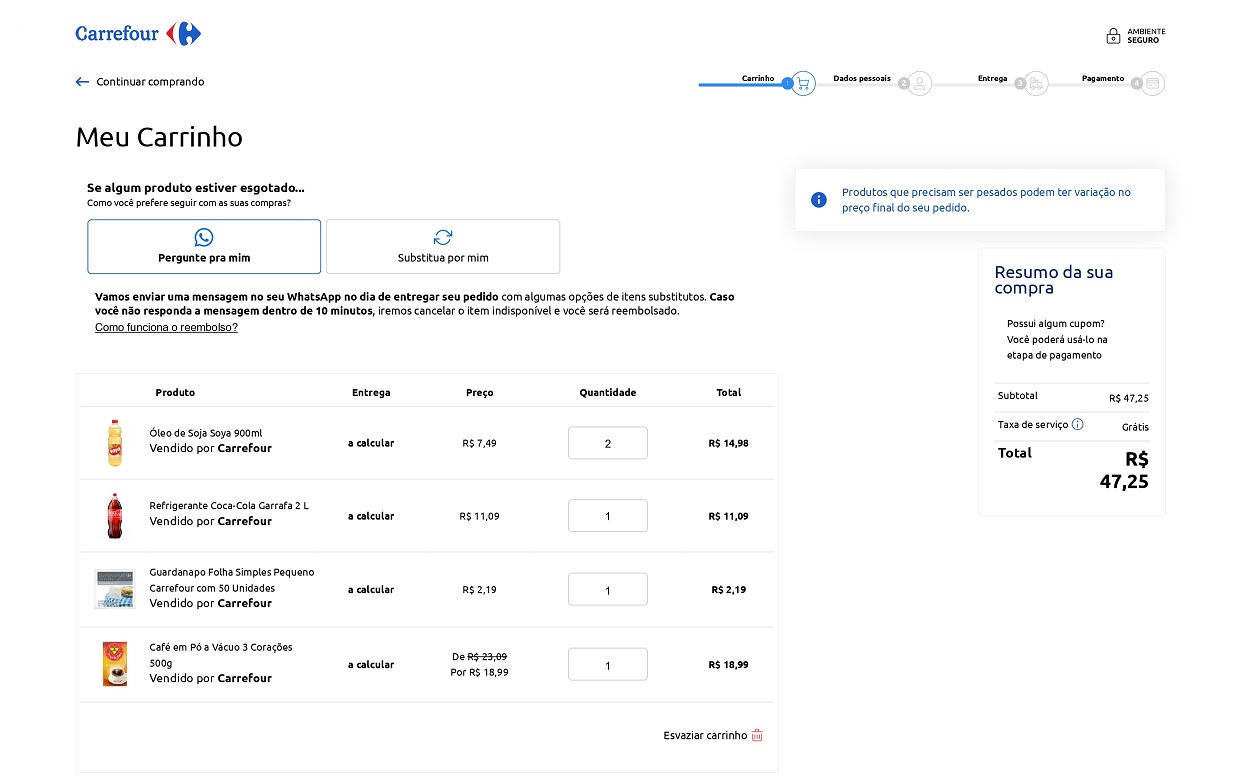 Carrefour
AMBIENTE
SEGURO
Continuar comprando
Carrinho
1
Dados pessoais
2
Entrega
3
Pagamento
4
Meu Carrinho
Se algum produto estiver esgotado...
Como você prefere seguir com as suas compras?
Pergunte pra mim
Substitua por mim
Vamos enviar uma mensagem no seu WhatsApp no dia de entregar seu pedido com algumas opções de itens substitutos. Caso
você não responda a mensagem dentro de 10 minutos, iremos cancelar o item indisponível e você será reembolsado.
Como funciona o reembolso?
Produtos que precisam ser pesados podem ter variação no
preço final do seu pedido.
Resumo da sua
compra
Possui algum cupom?
Você poderá usá-lo na
etapa de pagamento
Subtotal R$ 47,25
Taxa de serviço Grátis
Total R$
47,25
Produto Entrega Preço Quantidade Total
Óleo de Soja Soya 900ml
Vendido por Carrefour
a calcular R$ 7,49 2 R$ 14,98
Refrigerante Coca-Cola Garrafa 2 L
Vendido por Carrefour
a calcular R$ 11,09 1 R$ 11,09
Guardanapo Folha Simples Pequeno
Carrefour com 50 Unidades
Vendido por Carrefour
a calcular R$ 2,19 1 R$ 2,19
Café em Pó a Vácuo 3 Corações
500g
Vendido por Carrefour
a calcular
De R$ 23,09
Por R$ 18,99
1 R$ 18,99
Esvaziar carrinho